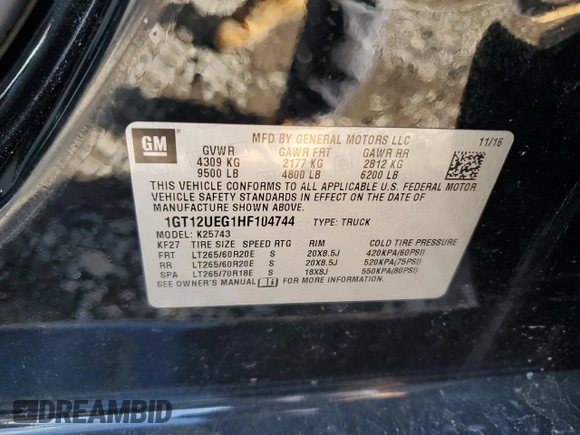 GM
MFD BY GENERAL MOTORS LLC 11/16
GVWR GAWR FRT GAWR RR
4309 KG 2177 KG 2812 KG
9500 LB 4800 LB 6200 LB
THIS VEHICLE CONFORMS TO ALL APPLICABLE U.S. FEDERAL MOTOR
VEHICLE SAFETY STANDARDS IN EFFECT ON THE DATE OF
MANUFACTURE SHOWN ABOVE.
1GT12UEG1HF104744 TYPE: TRUCK
MODEL: K25743
KF27 TIRE SIZE SPEED RTG RIM COLD TIRE PRESSURE
FRT LT265/60R20E S 20X8.5J 420KPA(60PSI)
RR LT265/60R20E S 20X8.5J 520KPA(75PSI)
SPA LT265/70R18E S 18X8J 550KPA(80PSI)
SEE OWNER'S MANUAL FOR MORE INFORMATION.
DREAMBID